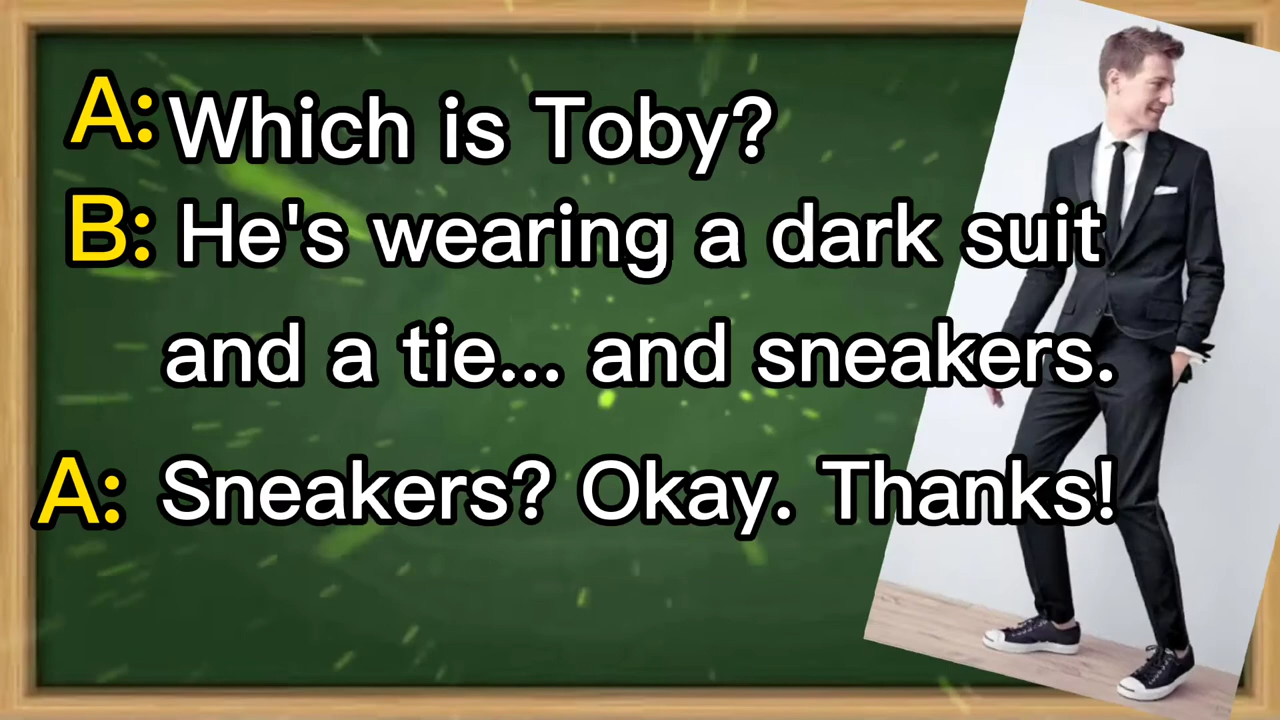 A: Which is Toby?
B: He's wearing a dark suit
and a tie... and sneakers.
A: Sneakers? Okay. Thanks!